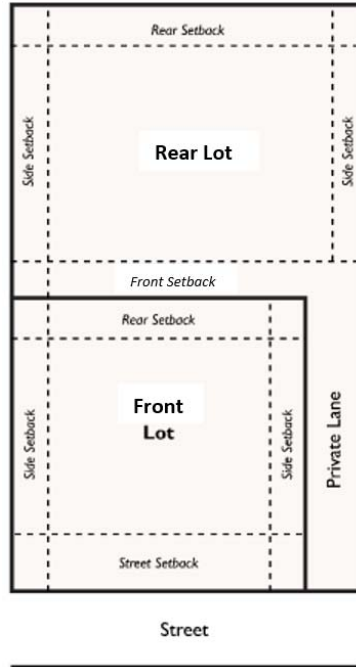 Rear Setback
Side Setback
Rear Lot
Side Setback
Front Setback
Rear Setback
Side Setback
Front
Lot
Side Setback
Private Lane
Street Setback
Street